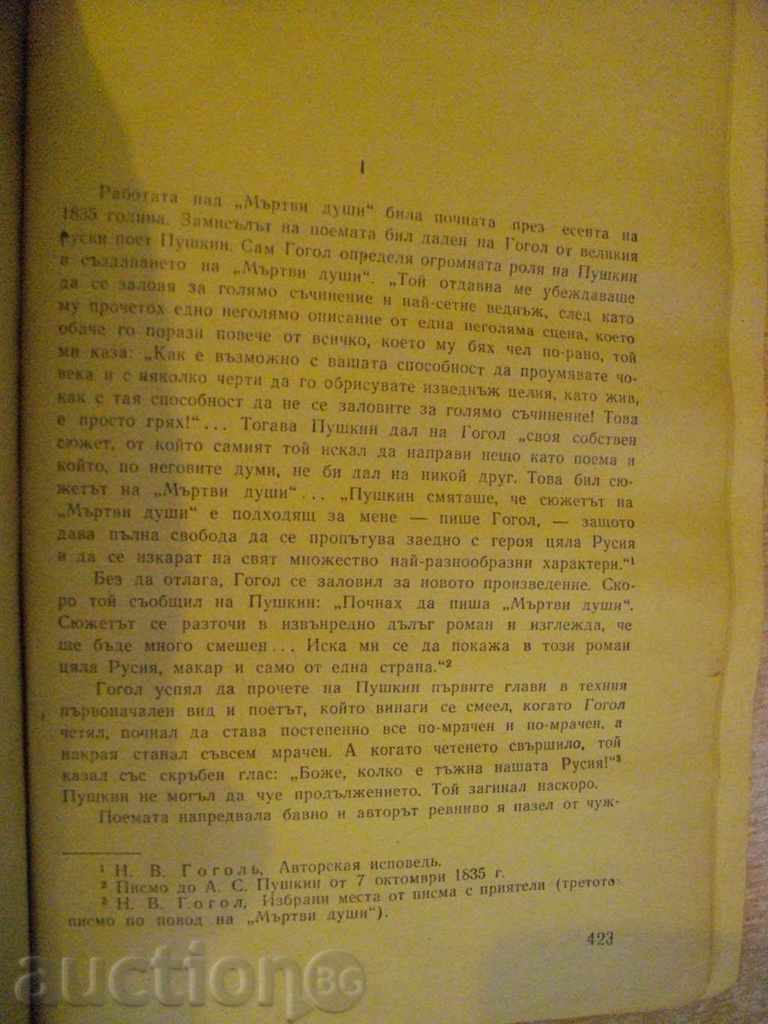 I
Работата над „Мъртви души“ била почната през есента на
1835 година. Замисълът на поемата бил даден на Гогол от великия
руски поет Пушкин. Сам Гогол определя огромната роля на Пушкин
в създаването на „Мъртви души“. „Той отдавна ме убеждаваше
да се заловя за голямо съчинение и най-сетне веднъж, след като
му прочетох едно неголямо описание от една неголяма сцена, което
обаче го порази повече от всичко, което му бях чел по-рано, той
ми каза: „Как е възможно с вашата способност да проумявате чо-
века и с няколко черти да го обрисувате изведнъж целия, като жив,
как с тая способност да не се заловите за голямо съчинение! Това
е просто грях!“... Тогава Пушкин дал на Гогол „своя собствен
сюжет, от който самият той искал да направи нещо като поема и
който, по неговите думи, не би дал на никой друг. Това бил сю-
жетът на „Мъртви души“... „Пушкин смяташе, че сюжетът на
„Мъртви души“ е подходящ за мене — пише Гогол, — защото
дава пълна свобода да се пропътува заедно с героя цяла Русия
и да се изкарат на свят множество най-разнообразни характери.“¹
Без да отлага, Гогол се заловил за новото произведение. Ско-
ро той съобщил на Пушкин: „Почнах да пиша „Мъртви души“.
Сюжетът се разточи в извънредно дълъг роман и изглежда, че
ще бъде много смешен... Иска ми се да покажа в този роман
цяла Русия, макар и само от една страна.“²
Гогол успял да прочете на Пушкин първите глави в техния
първоначален вид и поетът, който винаги се смеел, когато Гогол
четял, почнал да става постепенно все по-мрачен и по-мрачен, а
накрая станал съвсем мрачен. А когато четенето свършило, той
казал със скръбен глас: „Боже, колко е тъжна нашата Русия!“³
Пушкин не могъл да чуе продължението. Той загинал наскоро.
Поемата напредвала бавно и авторът ревниво я пазел от чуж-
¹ Н. В. Гоголь, Авторская исповедь.
² Писмо до А. С. Пушкин от 7 октомври 1835 г.
³ Н. В. Гогол, Избрани места от писма с приятели (третото
писмо по повод на „Мъртви души“).
423
auction BG